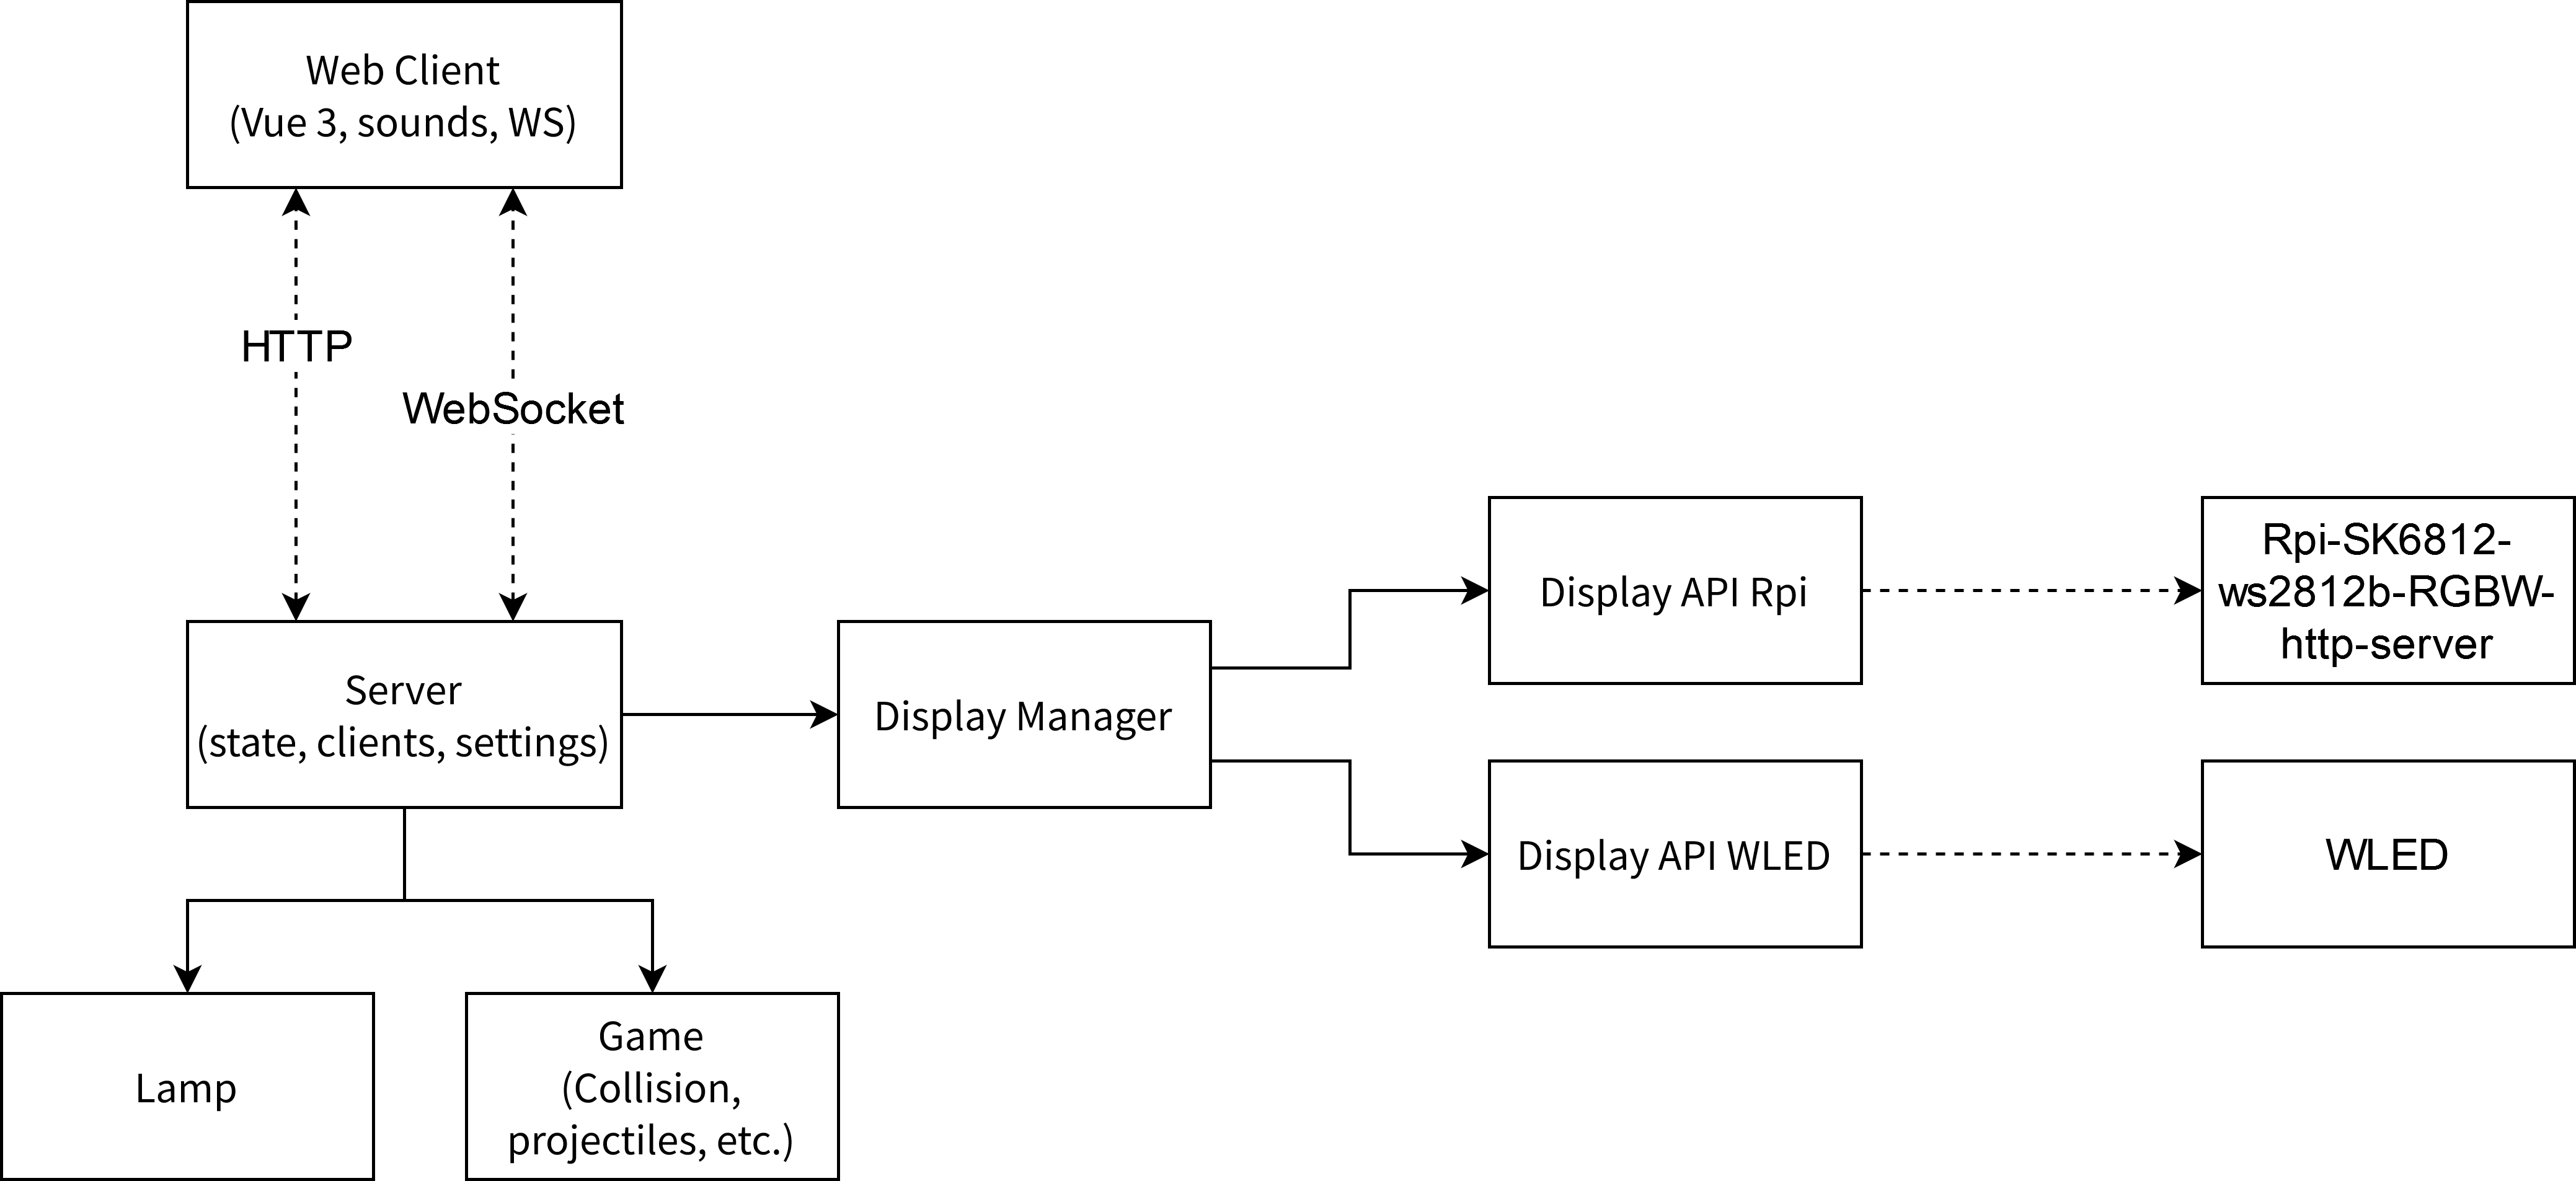 Web Client
(Vue 3, sounds, WS)
HTTP
WebSocket
Server
(state, clients, settings)
Display Manager
Display API Rpi
Rpi-SK6812-
ws2812b-RGBW-
http-server
Display API WLED
WLED
Lamp
Game
(Collision,
projectiles, etc.)